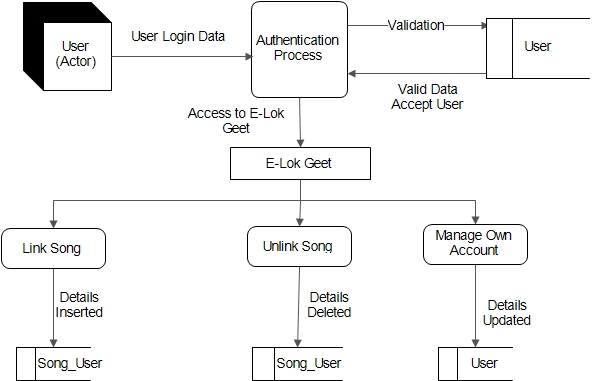 User
(Actor)
User Login Data
Authentication
Process
Validation
User
Valid Data
Accept User
Access to E-Lok
Geet
E-Lok Geet
Link Song
Unlink Song
Manage Own
Account
Details
Inserted
Details
Deleted
Details
Updated
Song_User
Song_User
User